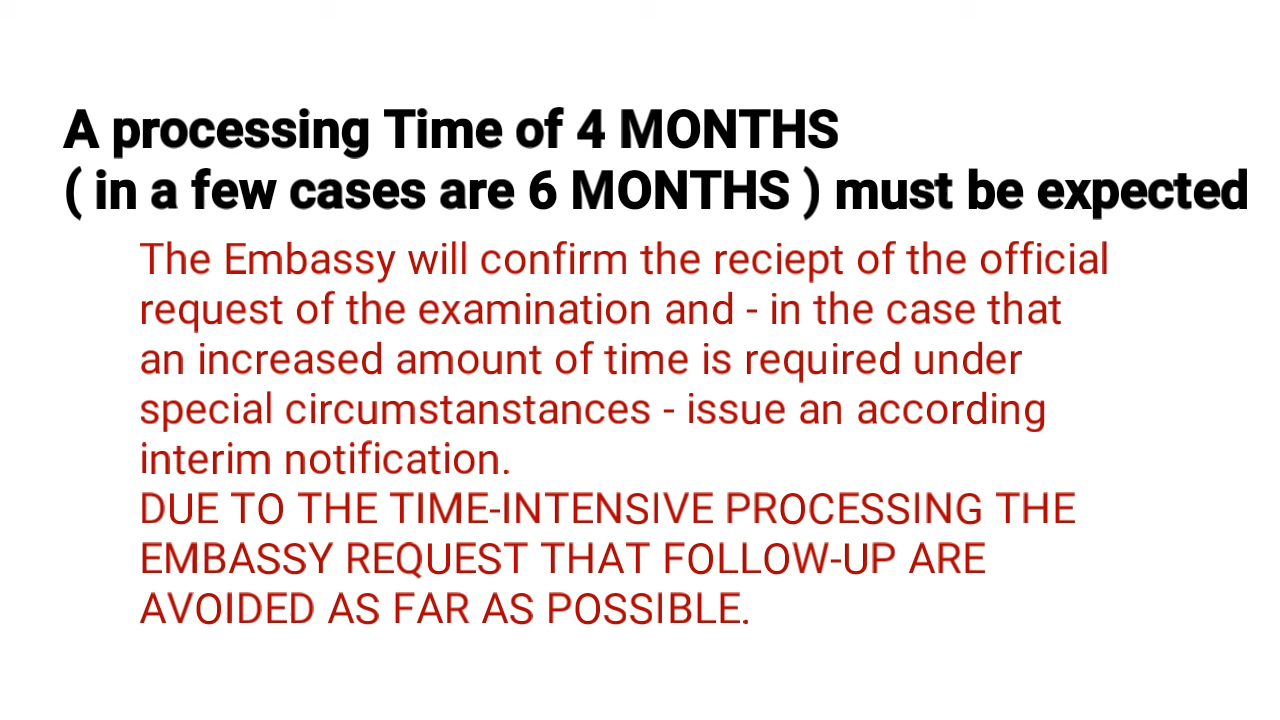 A processing Time of 4 MONTHS
( in a few cases are 6 MONTHS ) must be expected
The Embassy will confirm the reciept of the official
request of the examination and - in the case that
an increased amount of time is required under
special circumstanstances - issue an according
interim notification.
DUE TO THE TIME-INTENSIVE PROCESSING THE
EMBASSY REQUEST THAT FOLLOW-UP ARE
AVOIDED AS FAR AS POSSIBLE.